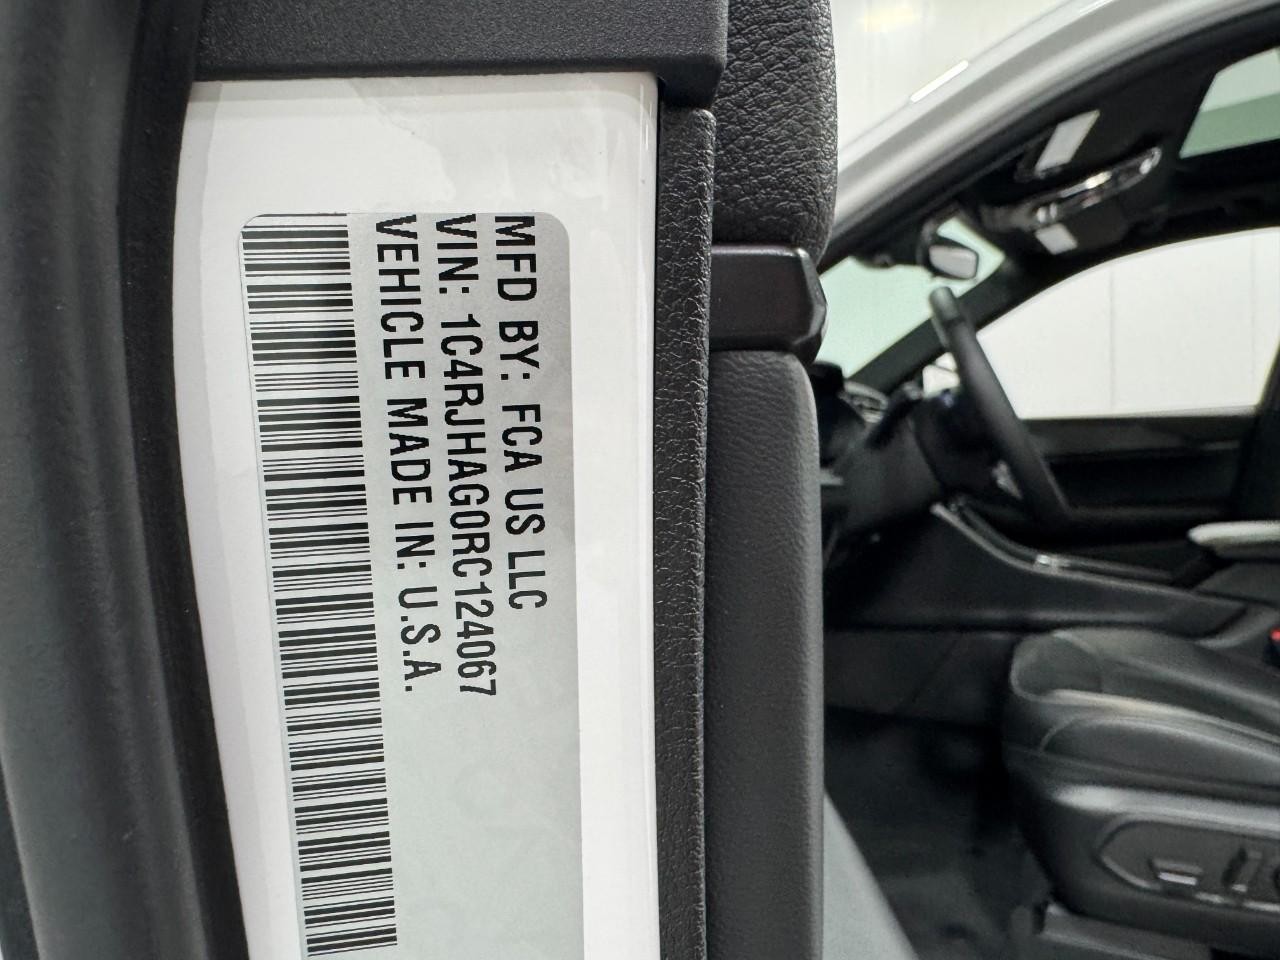 MFD BY: FCA US LLC
VIN: 1C4RJHAG0RC124067
VEHICLE MADE IN: U.S.A.